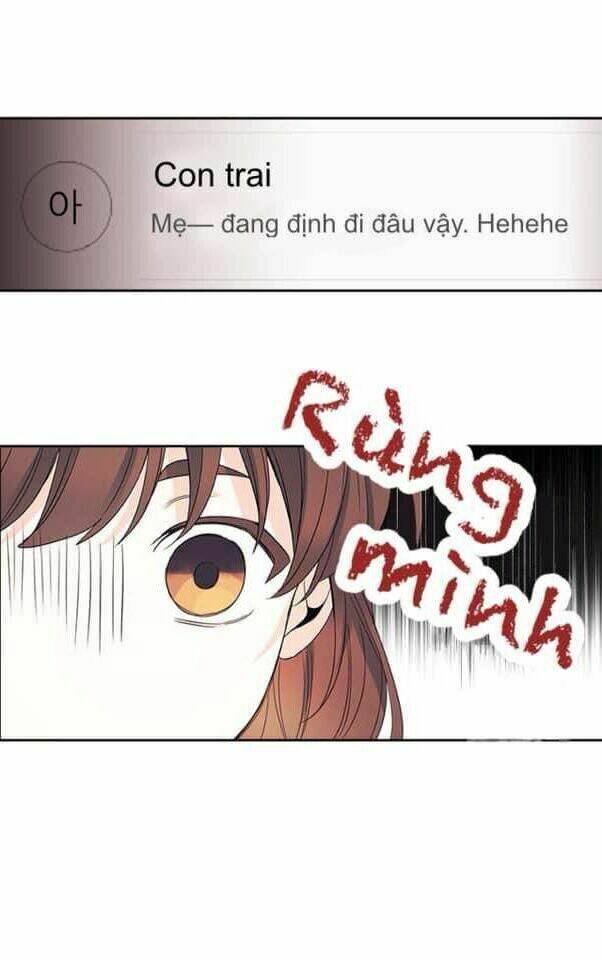 아
Con trai
Mẹ— đang định đi đâu vậy. Hehehe
Rùng
mình